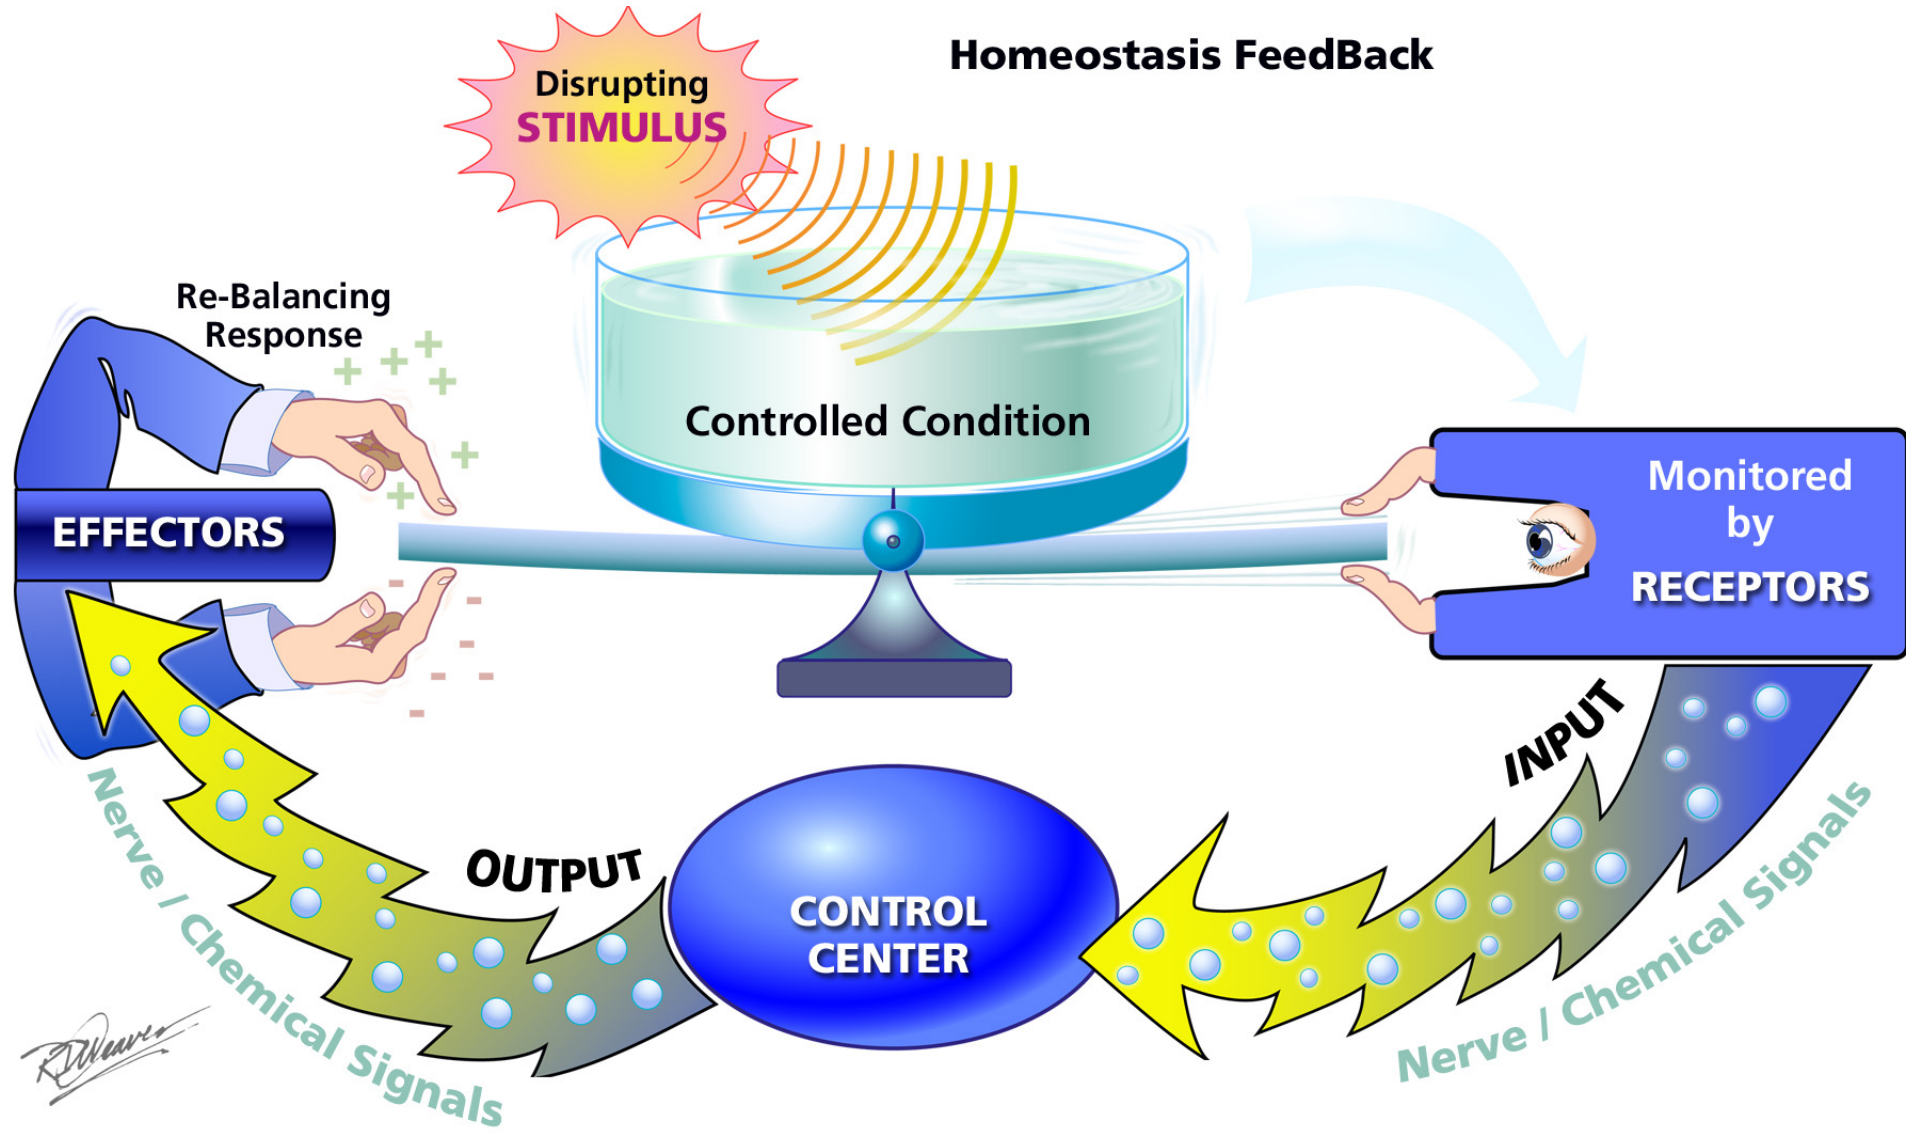 Homeostasis FeedBack
Disrupting
STIMULUS
Re-Balancing
Response
Controlled Condition
Monitored
by
RECEPTORS
EFFECTORS
INPUT
Nerve / Chemical Signals
CONTROL
CENTER
OUTPUT
Nerve / Chemical Signals
RDWeaver